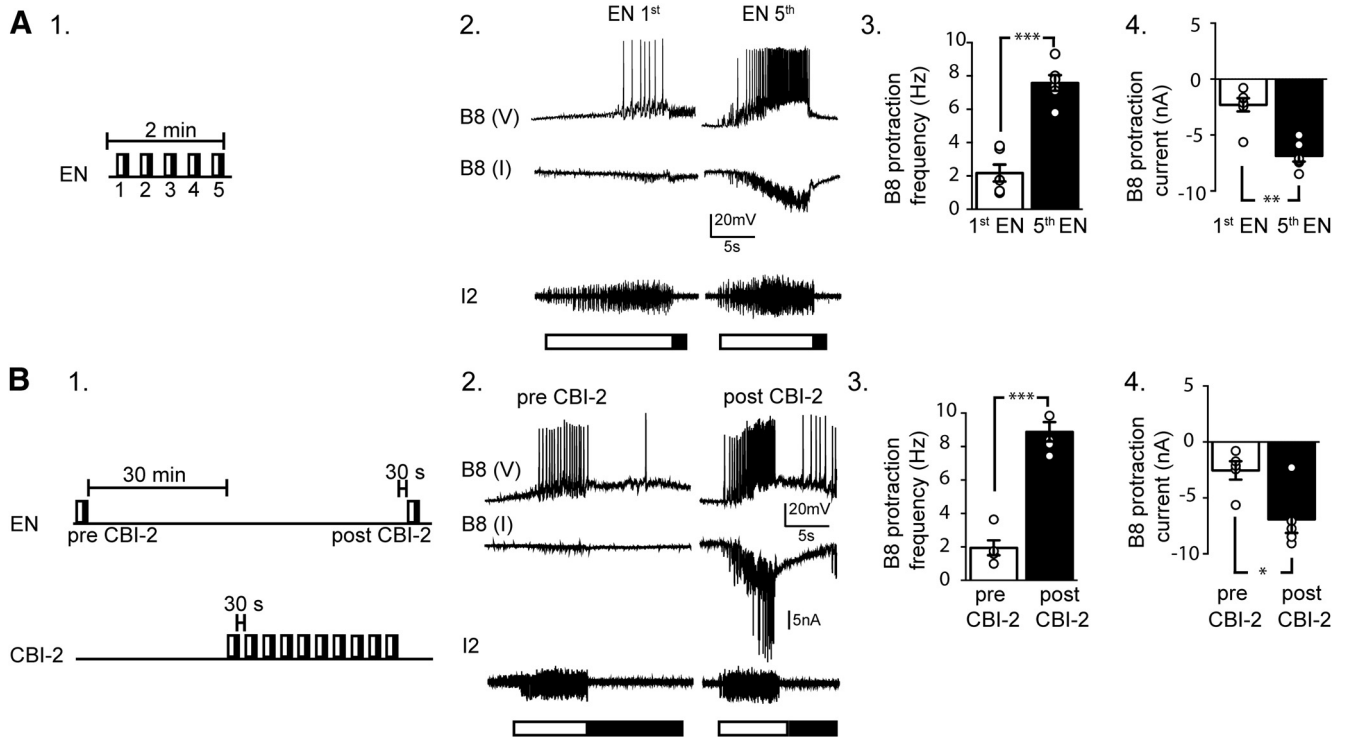 A 1.
2 min
EN
1 2 3 4 5
2.
EN 1st EN 5th
B8 (V)
B8 (I)
20mV
5s
I2
3.
B8 protraction
frequency (Hz)
10
8
6
4
2
0
***
1st EN 5th EN
4.
B8 protraction
current (nA)
5
0
-5
-10
**
1st EN 5th EN
B 1.
30 min
30 s
EN
pre CBI-2 post CBI-2
30 s
CBI-2
2.
pre CBI-2 post CBI-2
B8 (V)
20mV
5s
B8 (I)
5nA
I2
3.
B8 protraction
frequency (Hz)
10
8
6
4
2
0
***
pre post
CBI-2 CBI-2
4.
B8 protraction
current (nA)
5
0
-5
-10
*
pre post
CBI-2 CBI-2